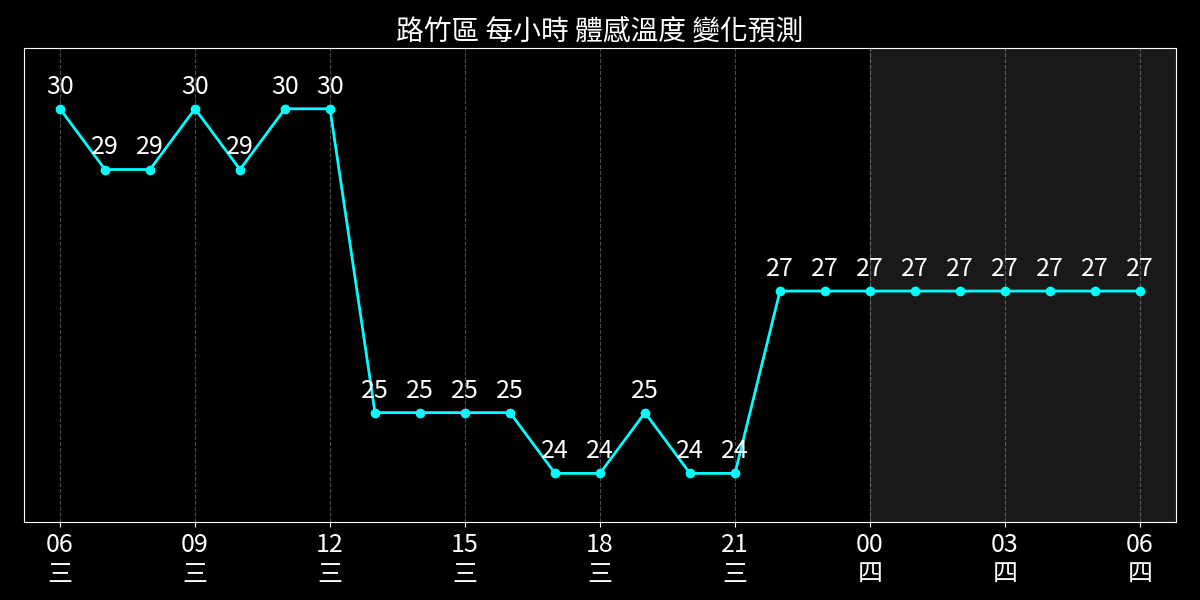 路竹區 每小時 體感溫度 變化預測
30 29 29 30 29 30 30 25 25 25 25 24 24 25 24 24 27 27 27 27 27 27 27 27 27
06 09 12 15 18 21 00 03 06
三 三 三 三 三 三 四 四 四